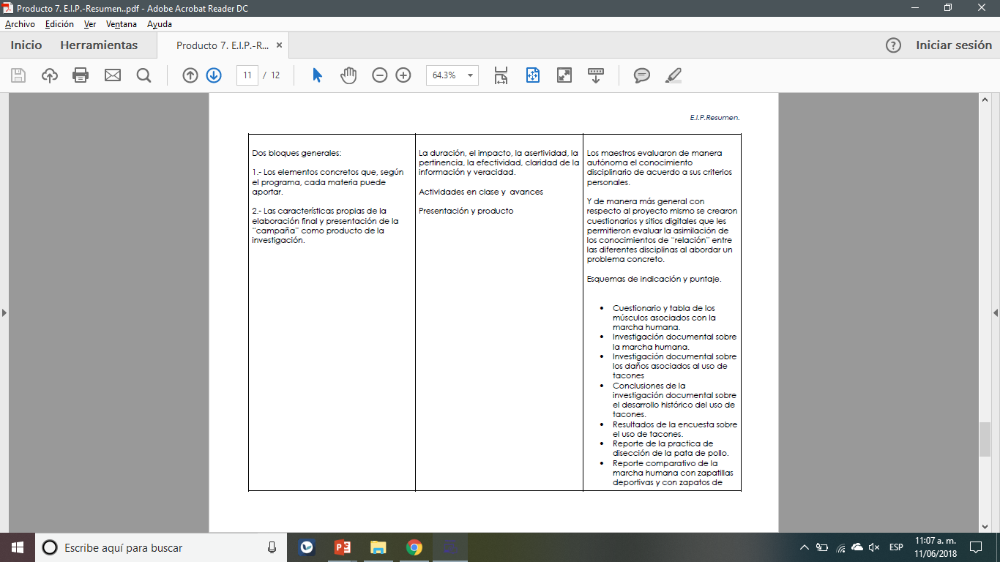 Producto 7. E.I.P.-Resumen..pdf - Adobe Acrobat Reader DC
Archivo Edición Ver Ventana Ayuda
Inicio Herramientas Producto 7. E.I.P.-R... × Iniciar sesión
11 / 12 64.3%
E.I.P.Resumen.
Dos bloques generales:
1.- Los elementos concretos que, según
el programa, cada materia puede
aportar.
2.- Las características propias de la
elaboración final y presentación de la
“campaña” como producto de la
investigación.
La duración, el impacto, la asertividad, la
pertinencia, la efectividad, claridad de la
información y veracidad.
Actividades en clase y avances
Presentación y producto
Los maestros evaluaron de manera
autónoma el conocimiento
disciplinario de acuerdo a sus criterios
personales.
Y de manera más general con
respecto al proyecto mismo se crearon
cuestionarios y sitios digitales que les
permitieron evaluar la asimilación de
los conocimientos de “relación” entre
las diferentes disciplinas al abordar un
problema concreto.
Esquemas de indicación y puntaje.
• Cuestionario y tabla de los
músculos asociados con la
marcha humana.
• Investigación documental sobre
la marcha humana.
• Investigación documental sobre
los daños asociados al uso de
tacones
• Conclusiones de la
investigación documental sobre
el desarrollo histórico del uso de
tacones.
• Resultados de la encuesta sobre
el uso de tacones.
• Reporte de la practica de
disección de la pata de pollo.
• Reporte comparativo de la
marcha humana con zapatillas
deportivas y con zapatos de
Escribe aquí para buscar
ESP
11:07 a. m.
11/06/2018